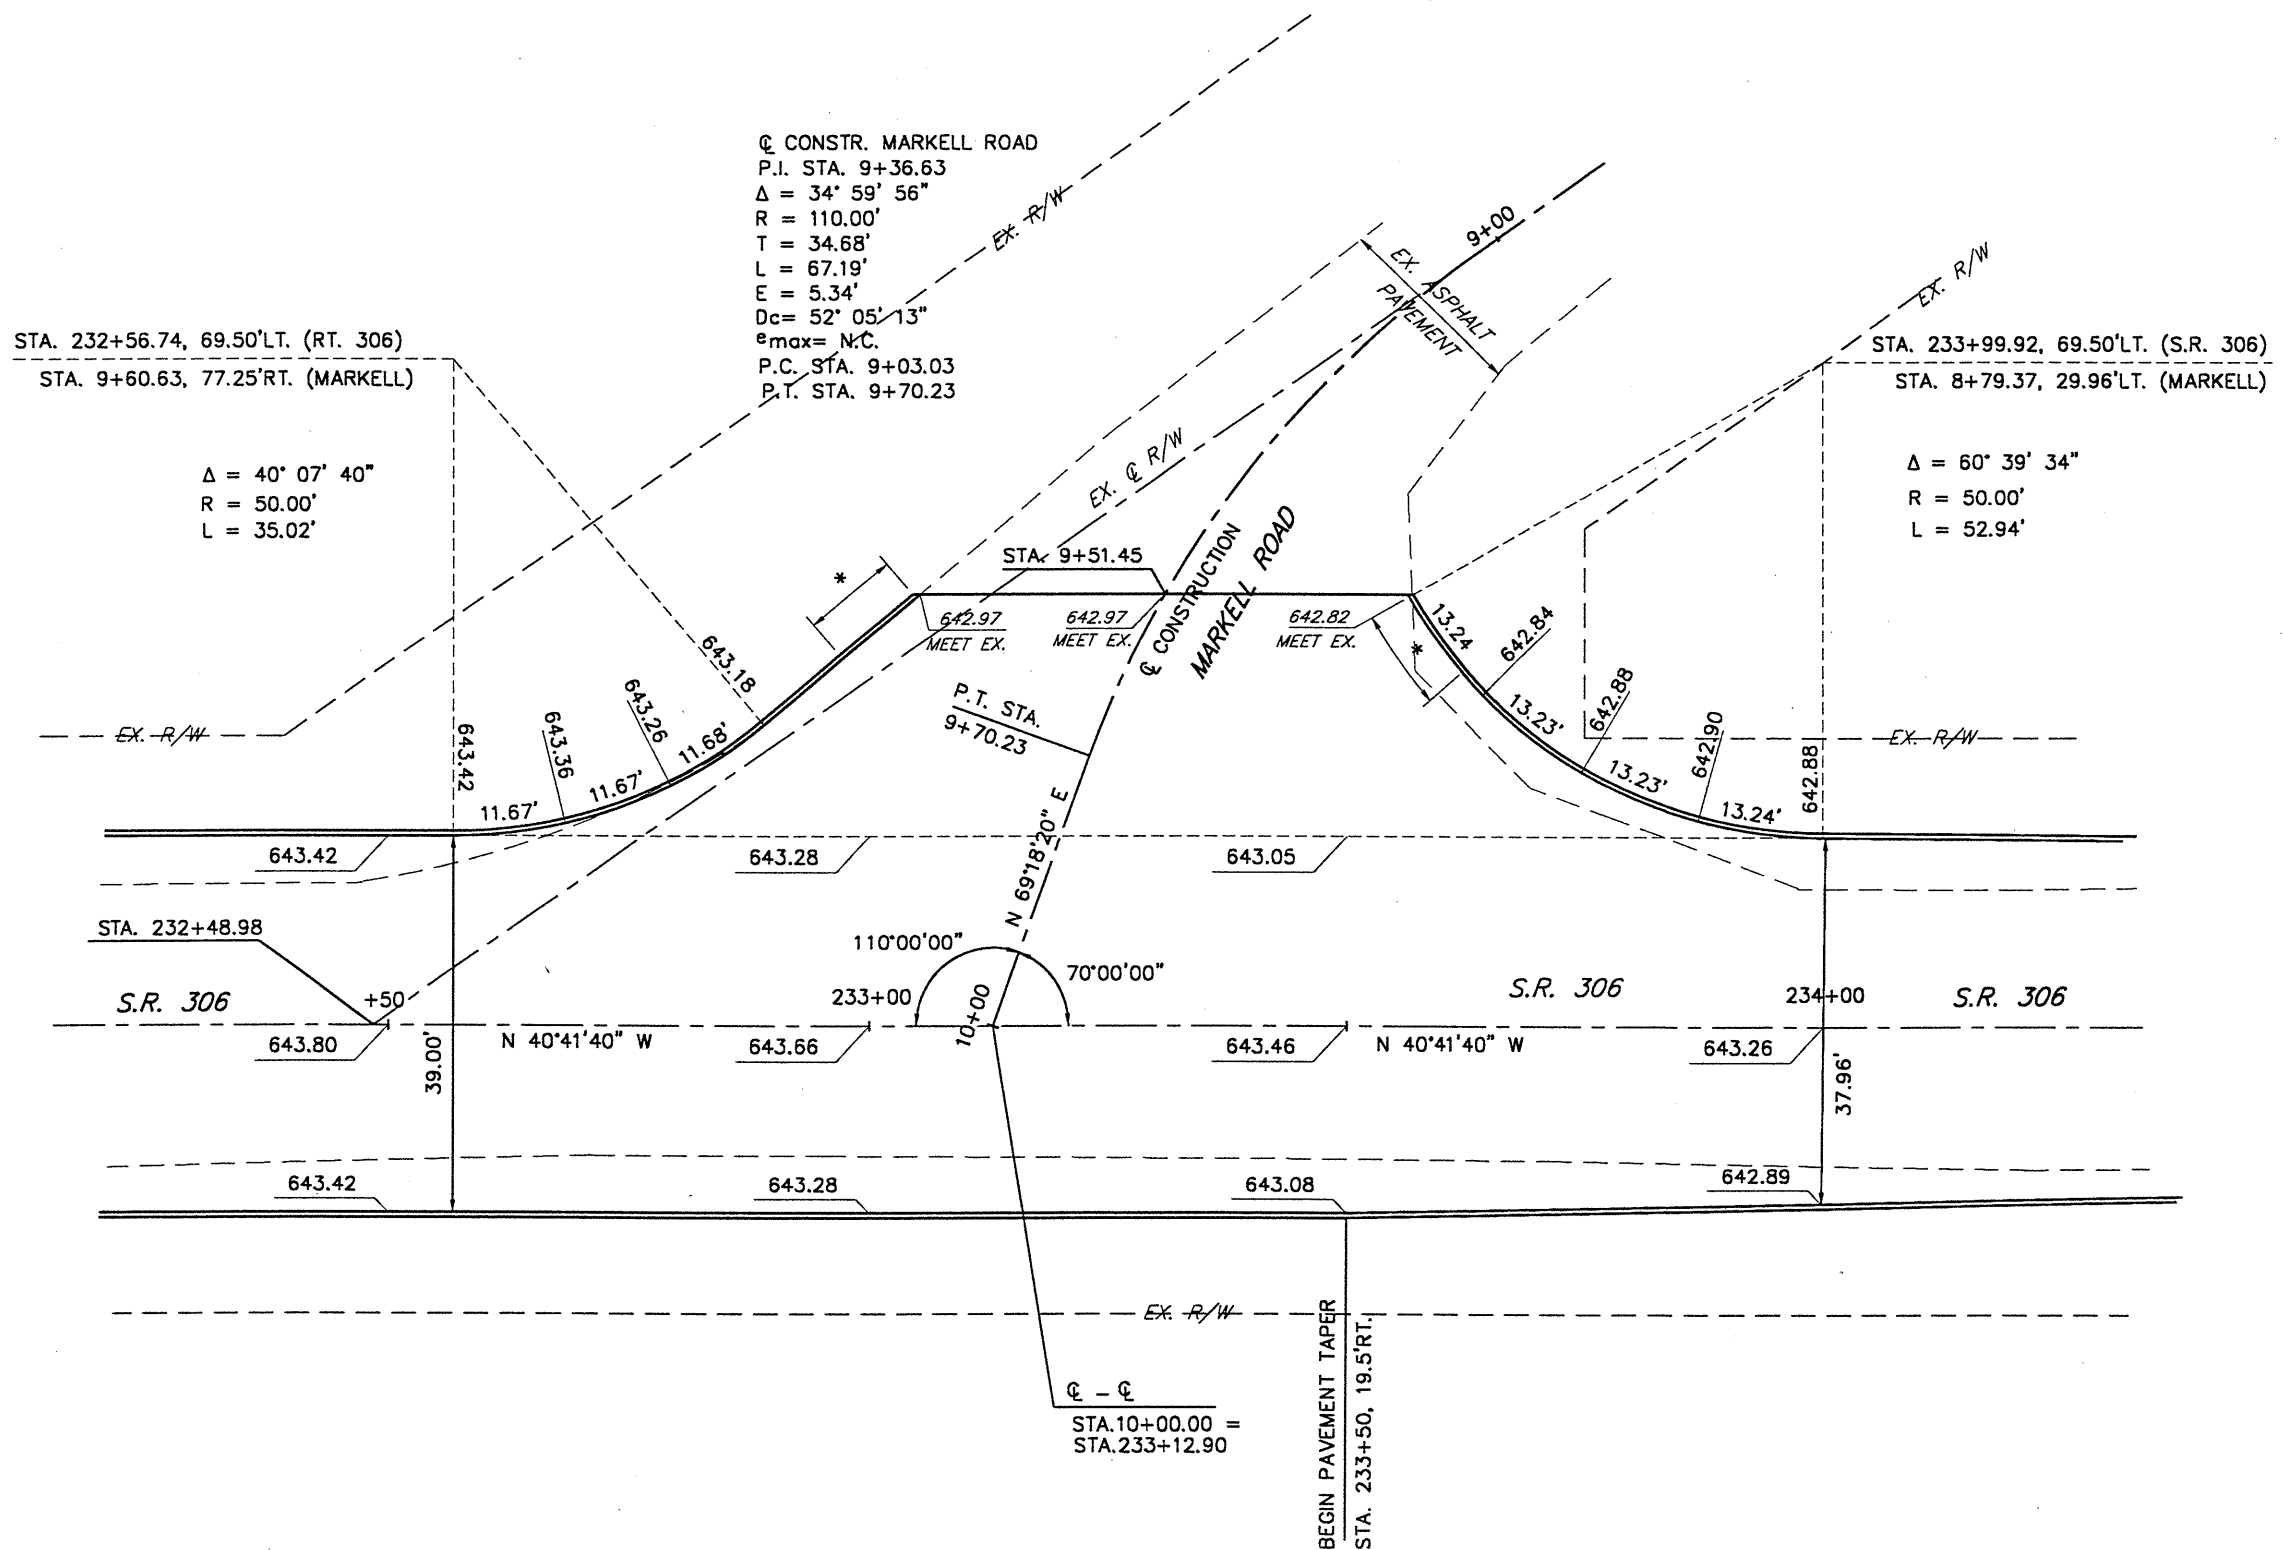 ℄ CONSTR. MARKELL ROAD
P.I. STA. 9+36.63
Δ = 34° 59' 56"
R = 110.00'
T = 34.68'
L = 67.19'
E = 5.34'
Dc= 52° 05' 13"
emax= N.C.
P.C. STA. 9+03.03
P.T. STA. 9+70.23
EX. R/W
9+00
EX. ASPHALT
PAVEMENT
EX. R/W
STA. 232+56.74, 69.50'LT. (RT. 306)
STA. 9+60.63, 77.25'RT. (MARKELL)
STA. 233+99.92, 69.50'LT. (S.R. 306)
STA. 8+79.37, 29.96'LT. (MARKELL)
Δ = 40° 07' 40"
R = 50.00'
L = 35.02'
Δ = 60° 39' 34"
R = 50.00'
L = 52.94'
EX. ℄ R/W
STA. 9+51.45
℄ CONSTRUCTION
MARKELL ROAD
*
642.97
MEET EX.
642.97
MEET EX.
642.82
MEET EX.
*
13.24
642.84
13.23'
642.88
13.23'
642.90
13.24'
642.88
643.18
643.26
11.68'
643.36
11.67'
643.42
11.67'
EX. R/W
EX. R/W
P.T. STA.
9+70.23
N 69°18'20" E
643.42
643.28
643.05
STA. 232+48.98
110°00'00"
70°00'00"
S.R. 306
+50
233+00
10+00
S.R. 306
234+00
S.R. 306
643.80
N 40°41'40" W
643.66
643.46
N 40°41'40" W
643.26
39.00'
37.96'
643.42
643.28
643.08
642.89
EX. R/W
℄ - ℄
STA.10+00.00 =
STA.233+12.90
BEGIN PAVEMENT TAPER
STA. 233+50, 19.5'RT.